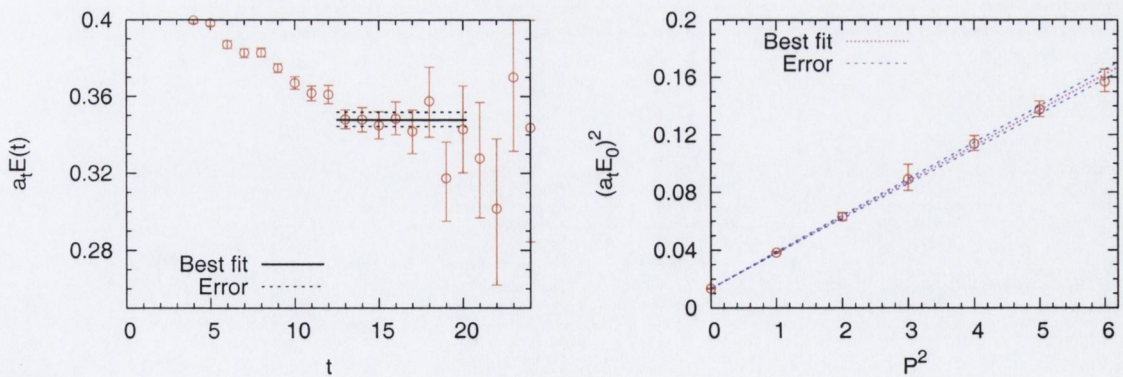 0.4
0.36
0.32
0.28
a_tE(t)
Best fit
Error
0 5 10 15 20
t
0.2
0.16
0.12
0.08
0.04
0
(a_tE_0)^2
Best fit
Error
0 1 2 3 4 5 6
P^2